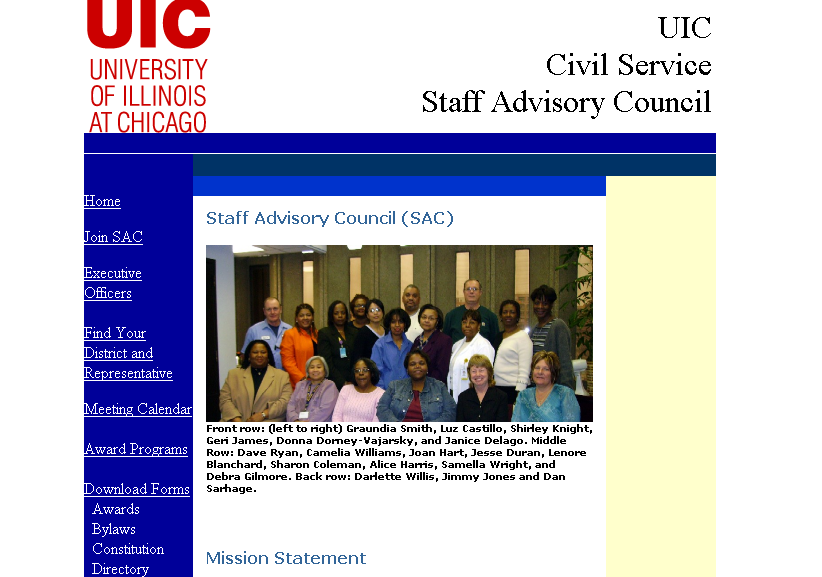 UIC
UNIVERSITY
OF ILLINOIS
AT CHICAGO
UIC
Civil Service
Staff Advisory Council
Home
Join SAC
Executive
Officers
Find Your
District and
Representative
Meeting Calendar
Award Programs
Download Forms
Awards
Bylaws
Constitution
Directory
Staff Advisory Council (SAC)
Front row: (left to right) Graundia Smith, Luz Castillo, Shirley Knight,
Geri James, Donna Dorney-Vajarsky, and Janice Delago. Middle
Row: Dave Ryan, Camelia Williams, Joan Hart, Jesse Duran, Lenore
Blanchard, Sharon Coleman, Alice Harris, Samella Wright, and
Debra Gilmore. Back row: Darlette Willis, Jimmy Jones and Dan
Sarhage.
Mission Statement